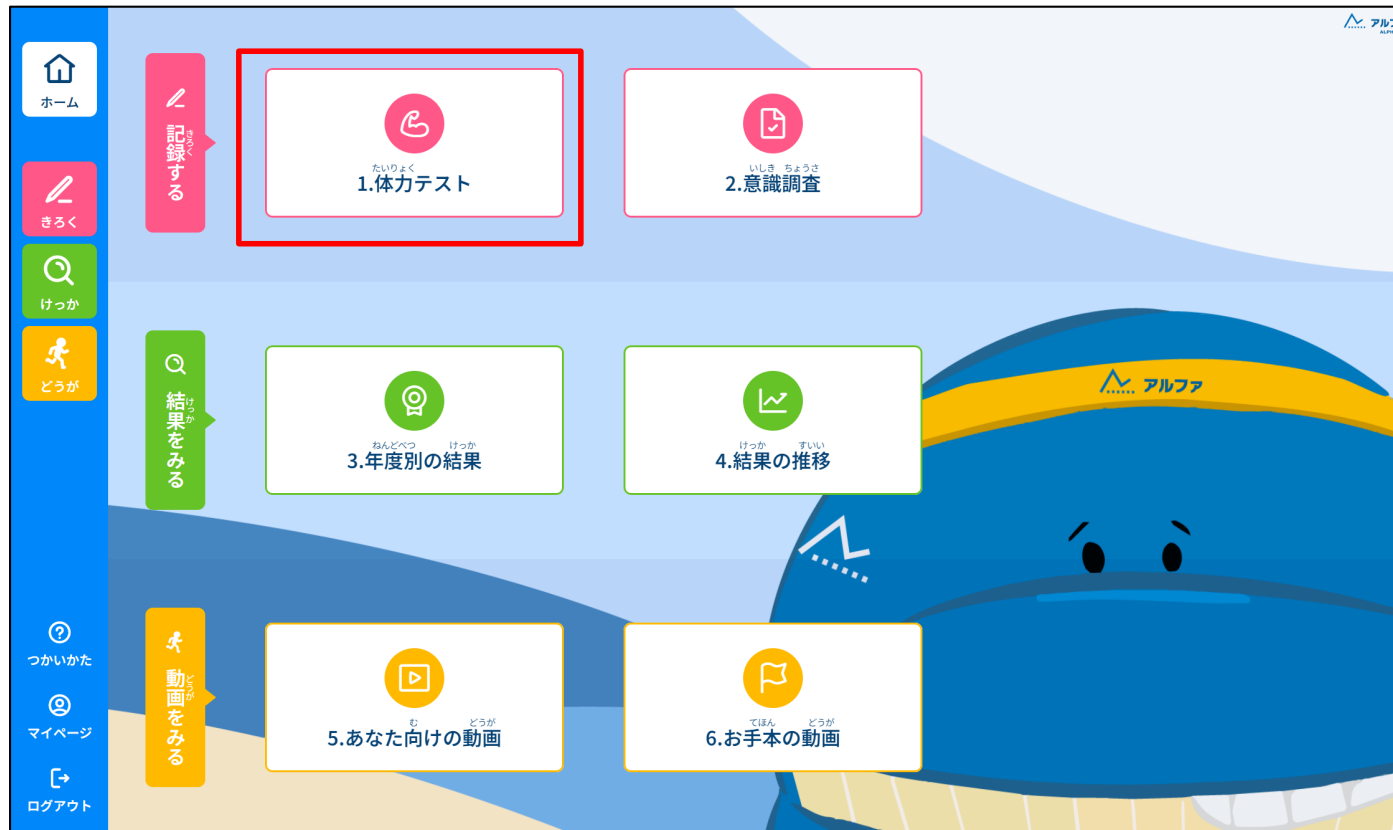 ホーム
きろく
けっか
どうが
つかいかた
マイページ
ログアウト
アルフ
記録する
きろく
たいりょく
1.体力テスト
いしき ちょうさ
2.意識調査
結果をみる
けっか
ねんどべつ けっか
3.年度別の結果
けっか すいい
4.結果の推移
アルファ
動画をみる
どうが
む どうが
5.あなた向けの動画
てほん どうが
6.お手本の動画